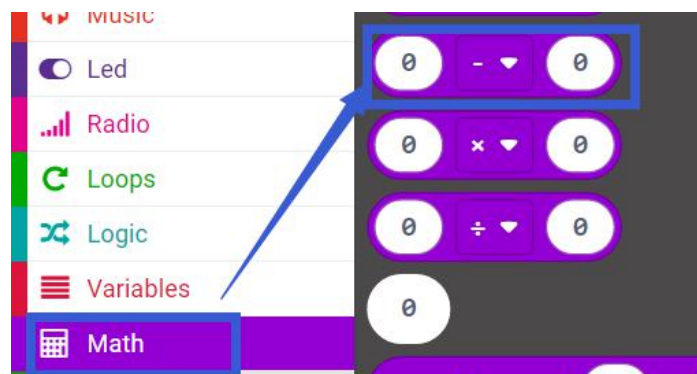 Music
Led
Radio
Loops
Logic
Variables
Math
0 - 0
0 × 0
0 ÷ 0
0